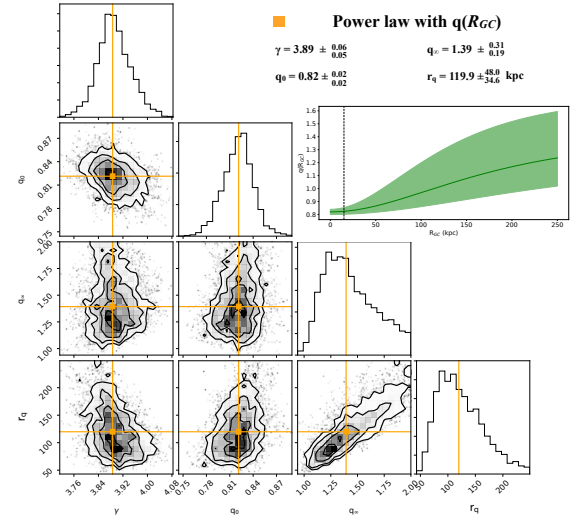 Power law with q(R_GC)
γ = 3.89 ± 0.06 0.05
q∞ = 1.39 ± 0.31 0.19
q0 = 0.82 ± 0.02 0.02
rq = 119.9 ± 48.0 34.6 kpc
q0
0.87
0.84
0.81
0.78
0.75
q(R_GC)
1.6
1.5
1.4
1.3
1.2
1.1
1.0
0.9
0.8
0 50 100 150 200 250
R_GC (kpc)
q∞
2.00
1.75
1.50
1.25
1.00
rq
200
150
100
50
3.76 3.84 3.92 4.00 4.08
γ
0.75 0.78 0.81 0.84 0.87
q0
1.00 1.25 1.50 1.75 2.00
q∞
50 100 150 200
rq